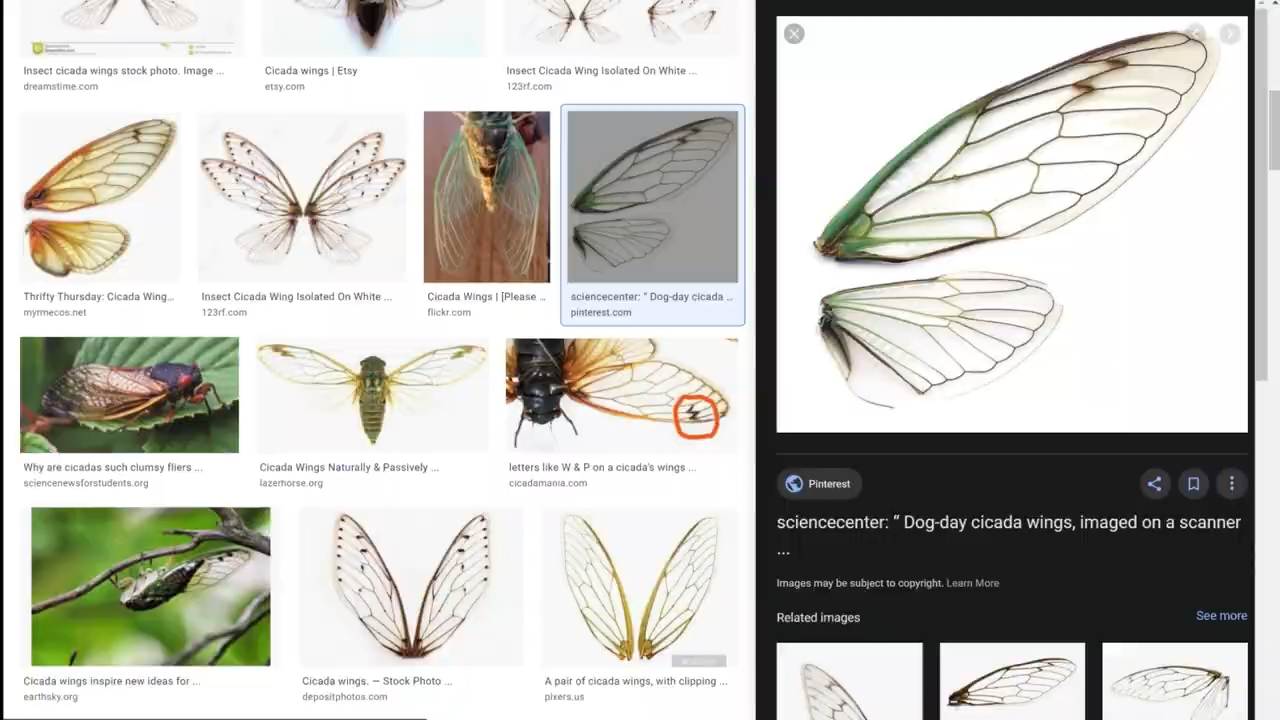 Insect cicada wings stock photo. Image ...
dreamstime.com
Cicada wings | Etsy
etsy.com
Insect Cicada Wing Isolated On White ...
123rf.com
Thrifty Thursday: Cicada Wing...
myrmecos.net
Insect Cicada Wing Isolated On White ...
123rf.com
Cicada Wings | [Please ...
flickr.com
sciencecenter: “ Dog-day cicada ...
pinterest.com
Why are cicadas such clumsy fliers ...
sciencenewsforstudents.org
Cicada Wings Naturally & Passively ...
lazerhorse.org
letters like W & P on a cicada's wings ...
cicadamania.com
Cicada wings inspire new ideas for ...
earthsky.org
Cicada wings. — Stock Photo ...
depositphotos.com
A pair of cicada wings, with clipping ...
pixers.us
Pinterest
sciencecenter: “ Dog-day cicada wings, imaged on a scanner
...
Images may be subject to copyright. Learn More
Related images
See more